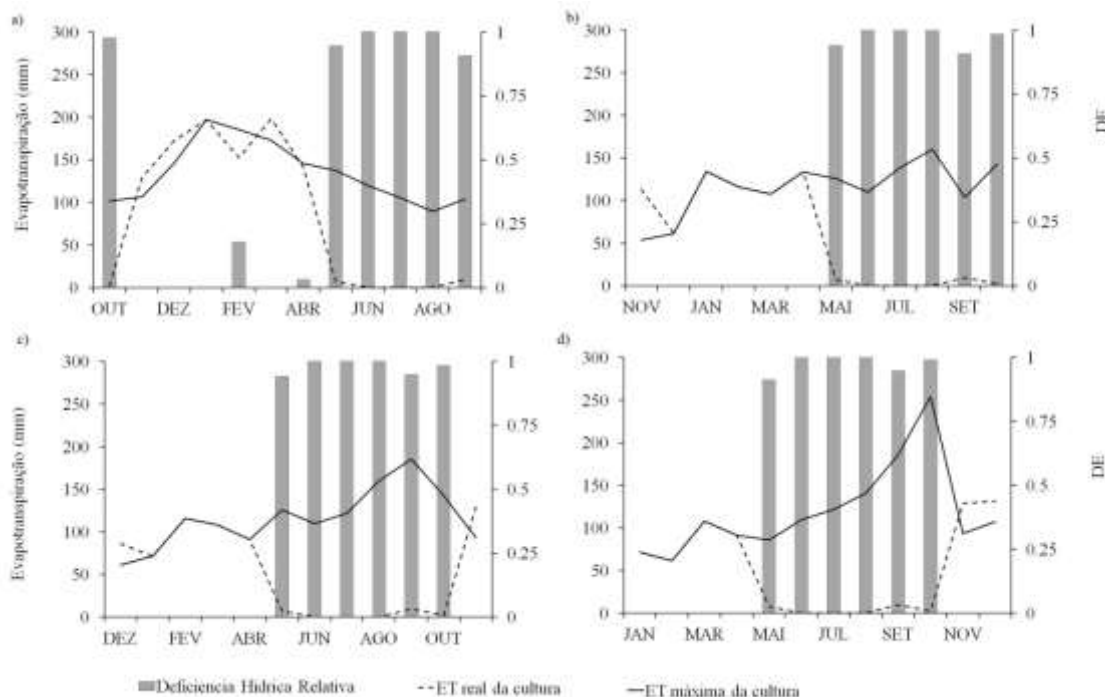 a)
b)
300 1 300 1
250 250
0.75 0.75
200 200
150 0.5 150 0.5
100 100
0.25 0.25
50 50
0 0 0 0
Evapotranspiração (mm)
DE
OUT DEZ FEV ABR JUN AGO
NOV JAN MAR MAI JUL SET
c)
d)
300 1 300 1
250 250
0.75 0.75
200 200
150 0.5 150 0.5
100 100
0.25 0.25
50 50
0 0 0 0
Evapotranspiração (mm)
DE
DEZ FEV ABR JUN AGO OUT
JAN MAR MAI JUL SET NOV
Deficiencia Hídrica Relativa ET real da cultura ET máxima da cultura